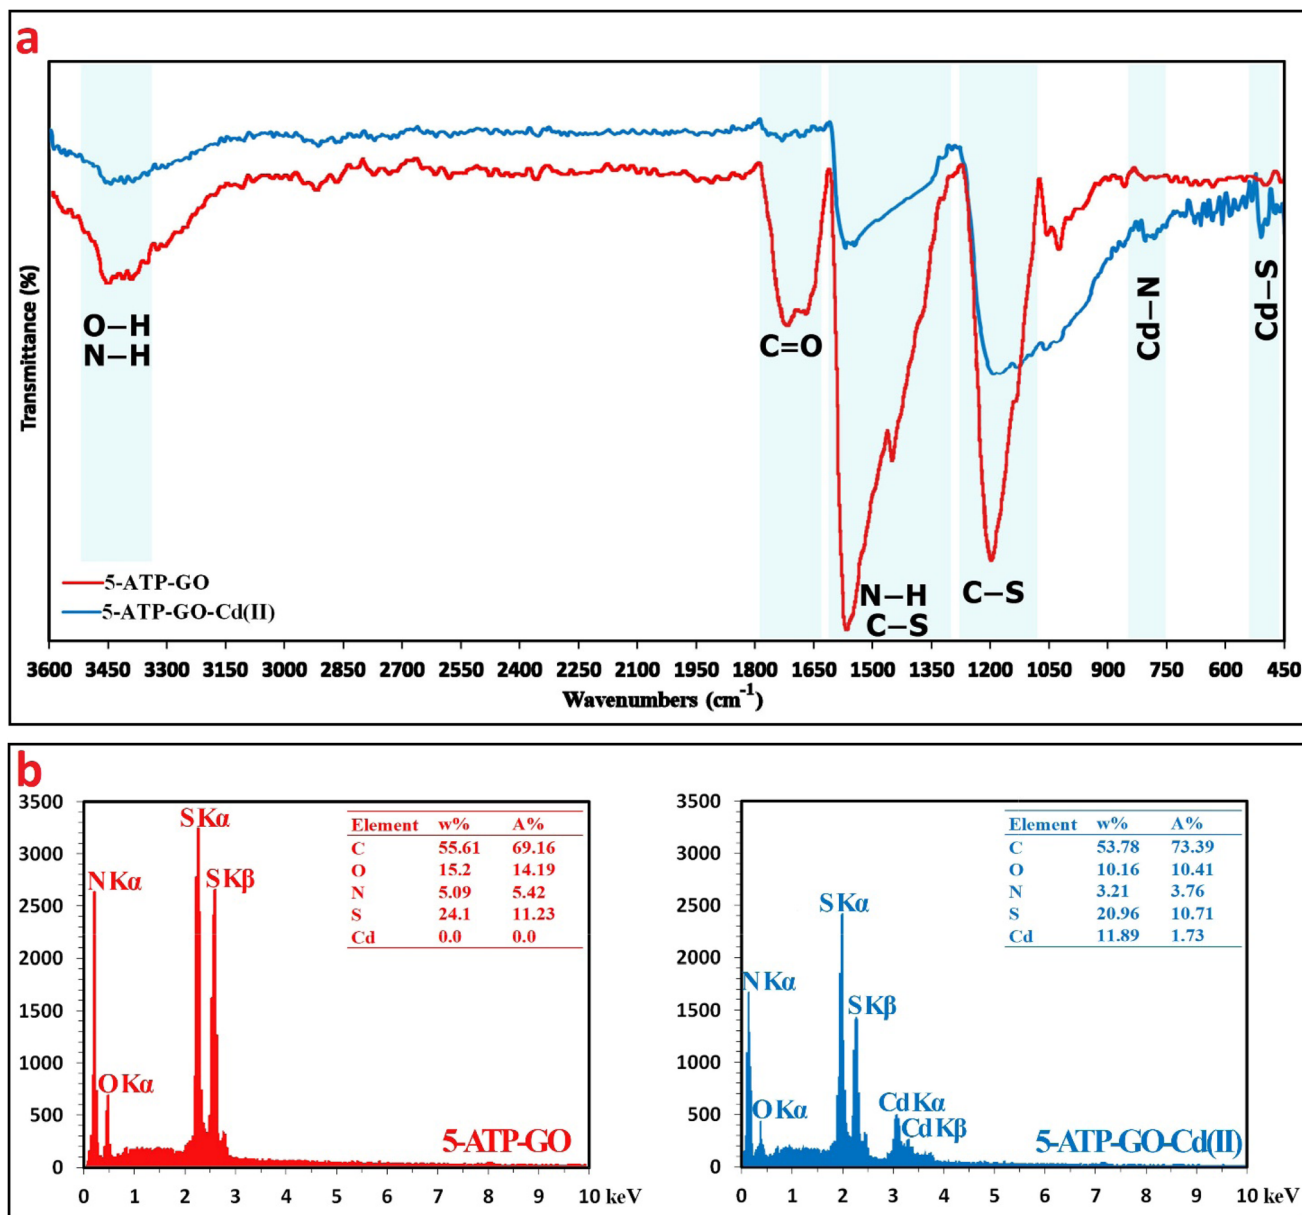 a
Transmittance (%)
O–H
N–H
C=O
N–H
C–S
C–S
Cd–N
Cd–S
5-ATP-GO
5-ATP-GO-Cd(II)
3600 3450 3300 3150 3000 2850 2700 2550 2400 2250 2100 1950 1800 1650 1500 1350 1200 1050 900 750 600 450
Wavenumbers (cm⁻¹)
b
3500
3000
2500
2000
1500
1000
500
0
N Kα
O Kα
S Kα
S Kβ
Element w% A%
C 55.61 69.16
O 15.2 14.19
N 5.09 5.42
S 24.1 11.23
Cd 0.0 0.0
5-ATP-GO
0 1 2 3 4 5 6 7 8 9 10 keV
3500
3000
2500
2000
1500
1000
500
0
N Kα
O Kα
S Kα
S Kβ
Cd Kα
Cd Kβ
Element w% A%
C 53.78 73.39
O 10.16 10.41
N 3.21 3.76
S 20.96 10.71
Cd 11.89 1.73
5-ATP-GO-Cd(II)
0 1 2 3 4 5 6 7 8 9 10 keV